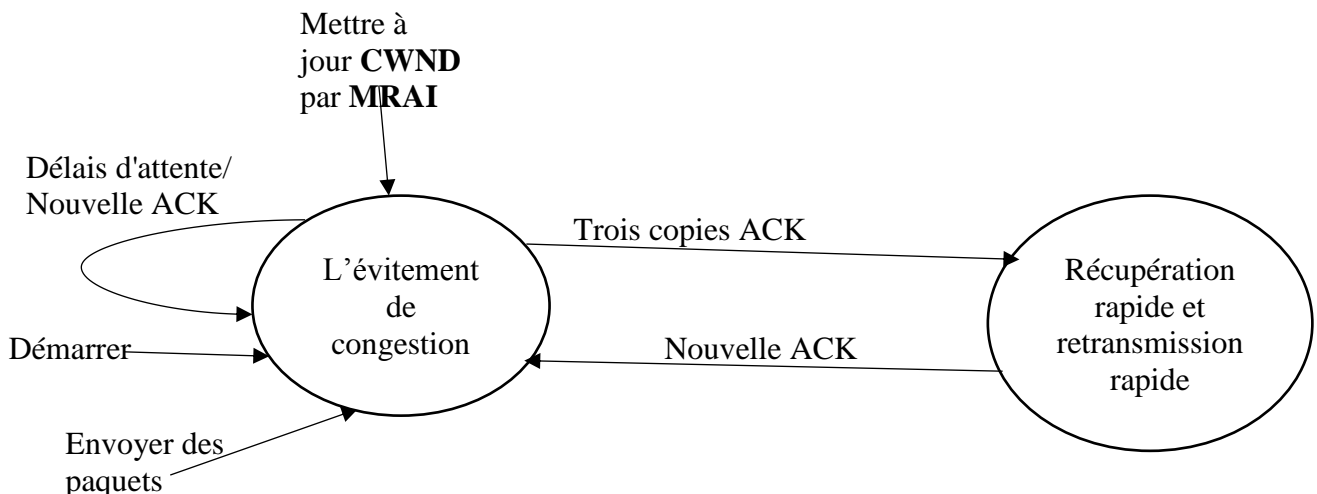 Mettre à
jour CWND
par MRAI
Délais d'attente/
Nouvelle ACK
Trois copies ACK
L’évitement
de
congestion
Récupération
rapide et
retransmission
rapide
Démarrer
Nouvelle ACK
Envoyer des
paquets